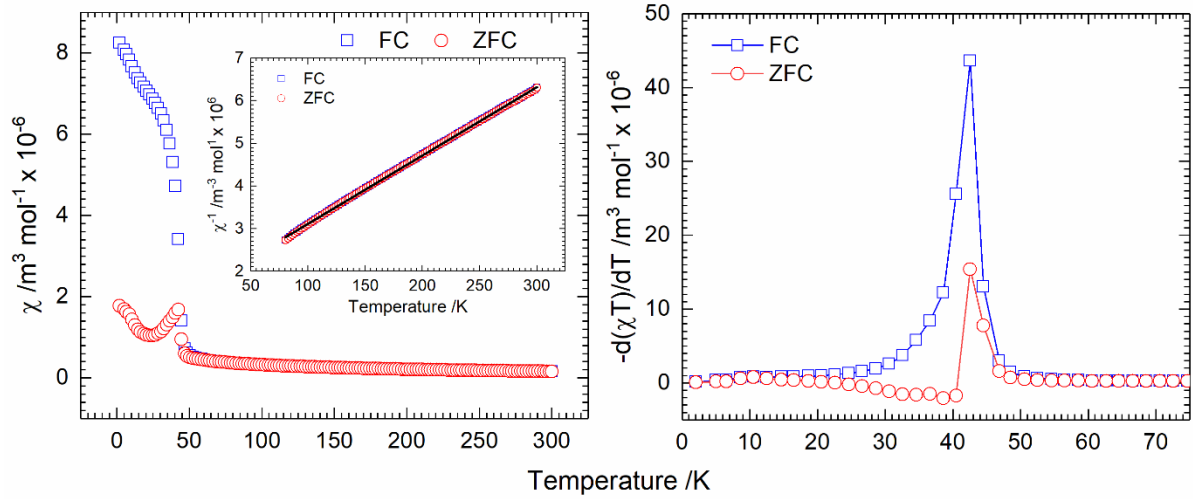 FC ZFC
χ /m³ mol⁻¹ x 10⁻⁶
8
6
4
2
0
0 50 100 150 200 250 300
FC
ZFC
χ⁻¹ /m⁻³ mol¹ x 10⁶
7
6
5
4
3
2
50 100 150 200 250 300
Temperature /K
FC
ZFC
-d(χT)/dT /m³ mol⁻¹ x 10⁻⁶
50
40
30
20
10
0
0 10 20 30 40 50 60 70
Temperature /K